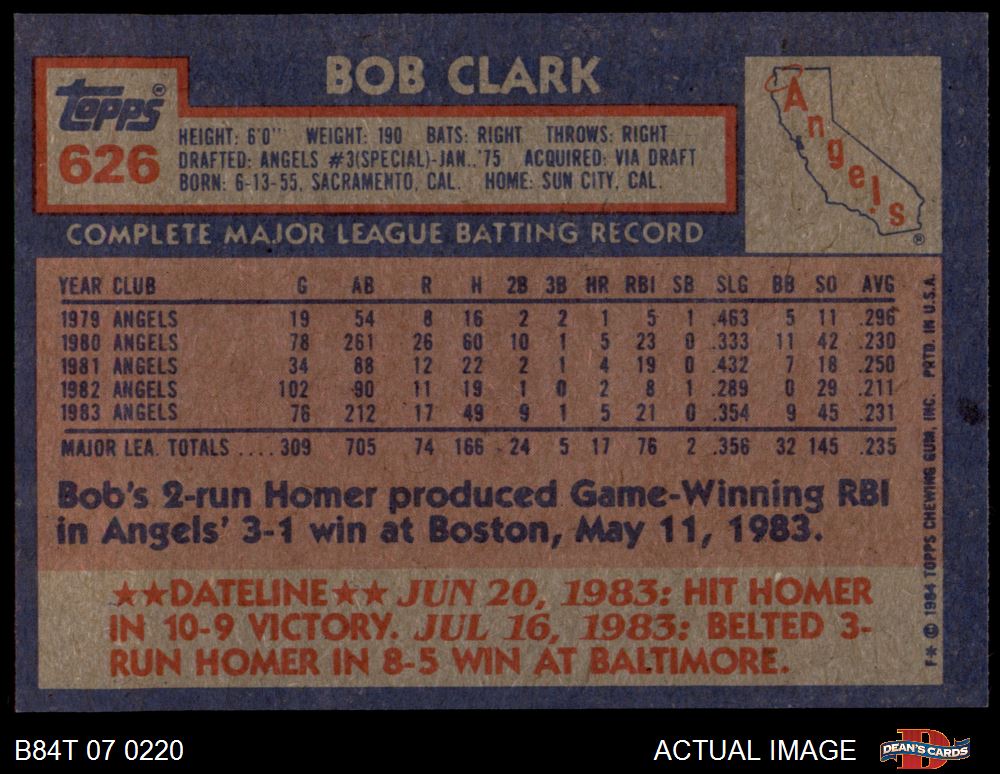 BOB CLARK
topps®
626
HEIGHT: 6'0" WEIGHT: 190 BATS: RIGHT THROWS: RIGHT
DRAFTED: ANGELS #3(SPECIAL)-JAN..'75 ACQUIRED: VIA DRAFT
BORN: 6-13-55, SACRAMENTO, CAL. HOME: SUN CITY, CAL.
Angels
®
COMPLETE MAJOR LEAGUE BATTING RECORD
YEAR CLUB G AB R H 2B 3B HR RBI SB SLG BB SO AVG
1979 ANGELS 19 54 8 16 2 2 1 5 1 .463 5 11 .296
1980 ANGELS 78 261 26 60 10 1 5 23 0 .333 11 42 .230
1981 ANGELS 34 88 12 22 2 1 4 19 0 .432 7 18 .250
1982 ANGELS 102 90 11 19 1 0 2 8 1 .289 0 29 .211
1983 ANGELS 76 212 17 49 9 1 5 21 0 .354 9 45 .231
MAJOR LEA. TOTALS .... 309 705 74 166 24 5 17 76 2 .356 32 145 .235
Bob's 2-run Homer produced Game-Winning RBI
in Angels' 3-1 win at Boston, May 11, 1983.
★★DATELINE★★ JUN 20, 1983: HIT HOMER
IN 10-9 VICTORY. JUL 16, 1983: BELTED 3-
RUN HOMER IN 8-5 WIN AT BALTIMORE.
F* © 1984 TOPPS CHEWING GUM, INC. PRTD. IN U.S.A.
B84T 07 0220
ACTUAL IMAGE
DEAN'S CARDS